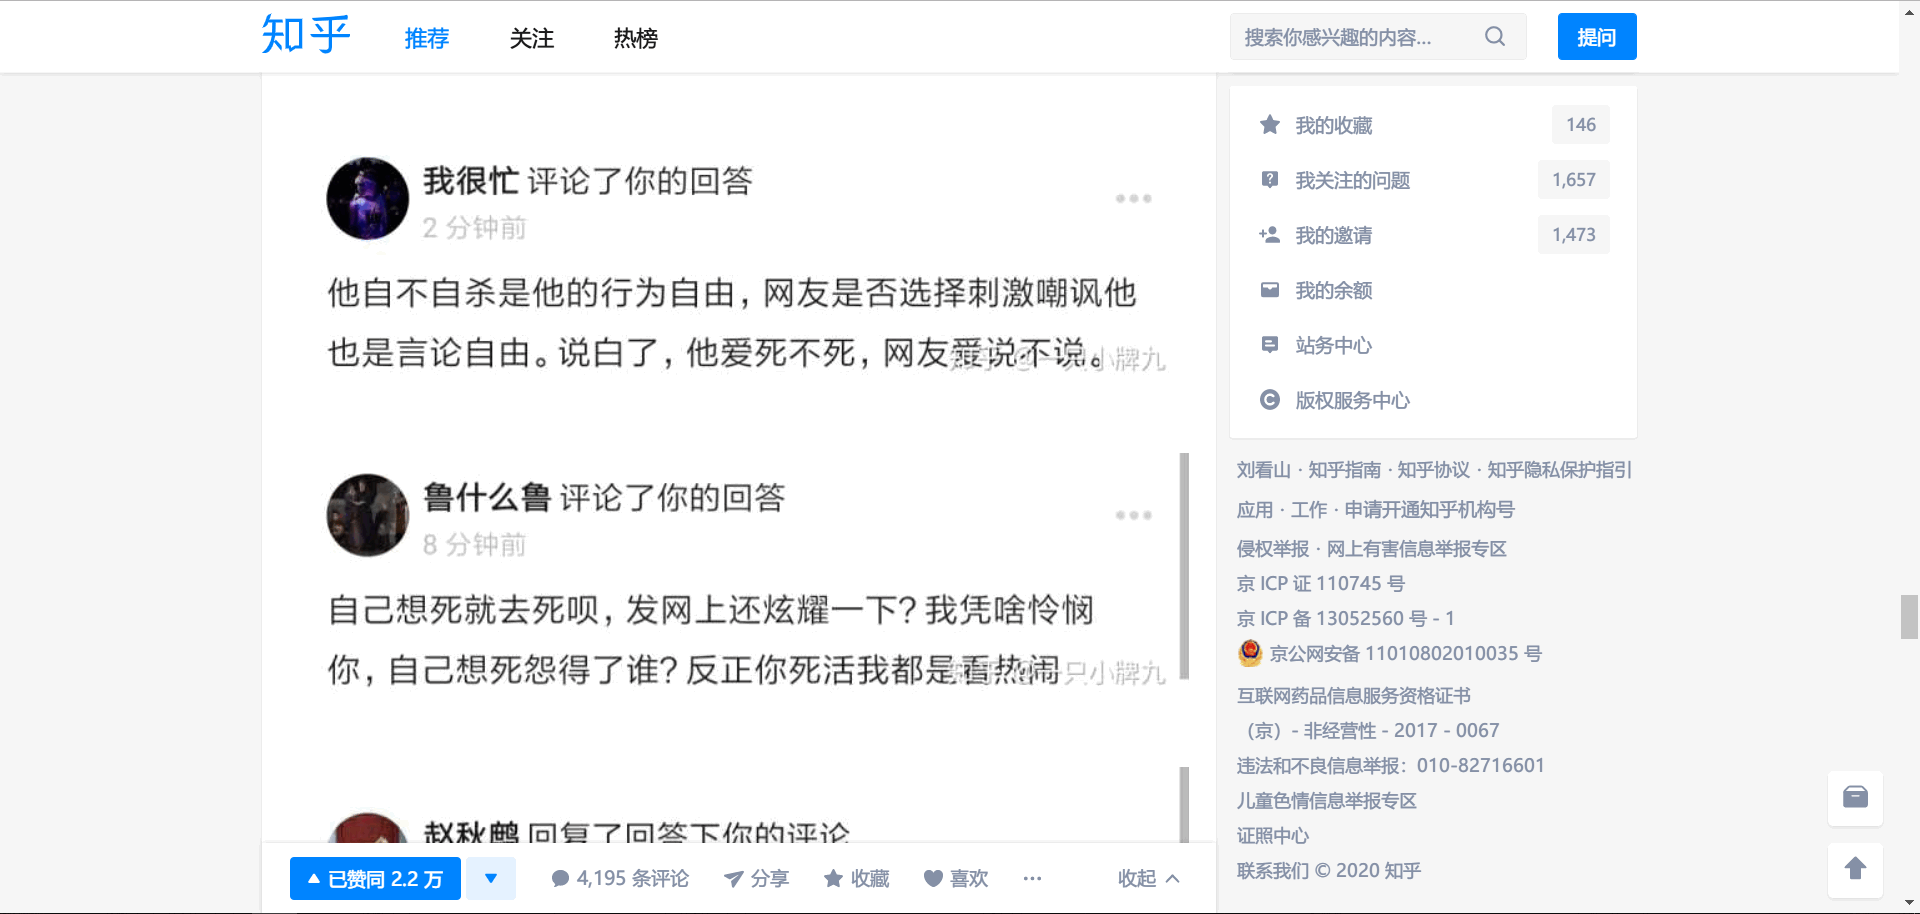 知乎 推荐 关注 热榜 搜索你感兴趣的内容... 提问
我很忙 评论了你的回答
2 分钟前
他自不自杀是他的行为自由，网友是否选择刺激嘲讽他
也是言论自由。说白了，他爱死不死，网友爱说不说。
知乎 @一只小牌九
鲁什么鲁 评论了你的回答
8 分钟前
自己想死就去死呗，发网上还炫耀一下？我凭啥怜悯
你，自己想死怨得了谁？反正你死活我都是看热闹
知乎 @一只小牌九
赵秋鹧 回复了回答下你的评论
已赞同 2.2 万 4,195 条评论 分享 收藏 喜欢 ··· 收起
我的收藏 146
我关注的问题 1,657
我的邀请 1,473
我的余额
站务中心
版权服务中心
刘看山 · 知乎指南 · 知乎协议 · 知乎隐私保护指引
应用 · 工作 · 申请开通知乎机构号
侵权举报 · 网上有害信息举报专区
京 ICP 证 110745 号
京 ICP 备 13052560 号 - 1
京公网安备 11010802010035 号
互联网药品信息服务资格证书
（京）- 非经营性 - 2017 - 0067
违法和不良信息举报：010-82716601
儿童色情信息举报专区
证照中心
联系我们 © 2020 知乎